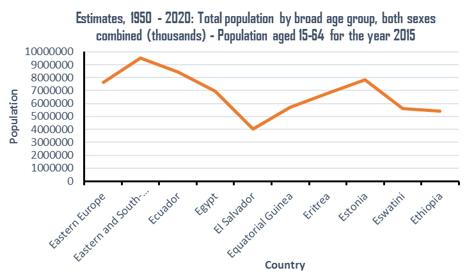 Estimates, 1950 - 2020: Total population by broad age group, both sexes
combined (thousands) - Population aged 15-64 for the year 2015
Population
10000000
9000000
8000000
7000000
6000000
5000000
4000000
3000000
2000000
1000000
0
Eastern Europe
Eastern and South-...
Ecuador
Egypt
El Salvador
Equatorial Guinea
Eritrea
Estonia
Eswatini
Ethiopia
Country